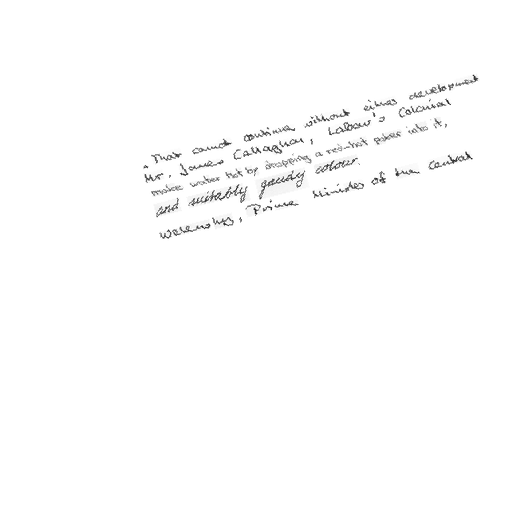 " That cannot continue without either development
Mr. James Callaghan, Labour's Colonial
make water hot by dropping a red-hot poker into it,
and suitably gaudy colour.
Welensky, Prime Minister of the Central